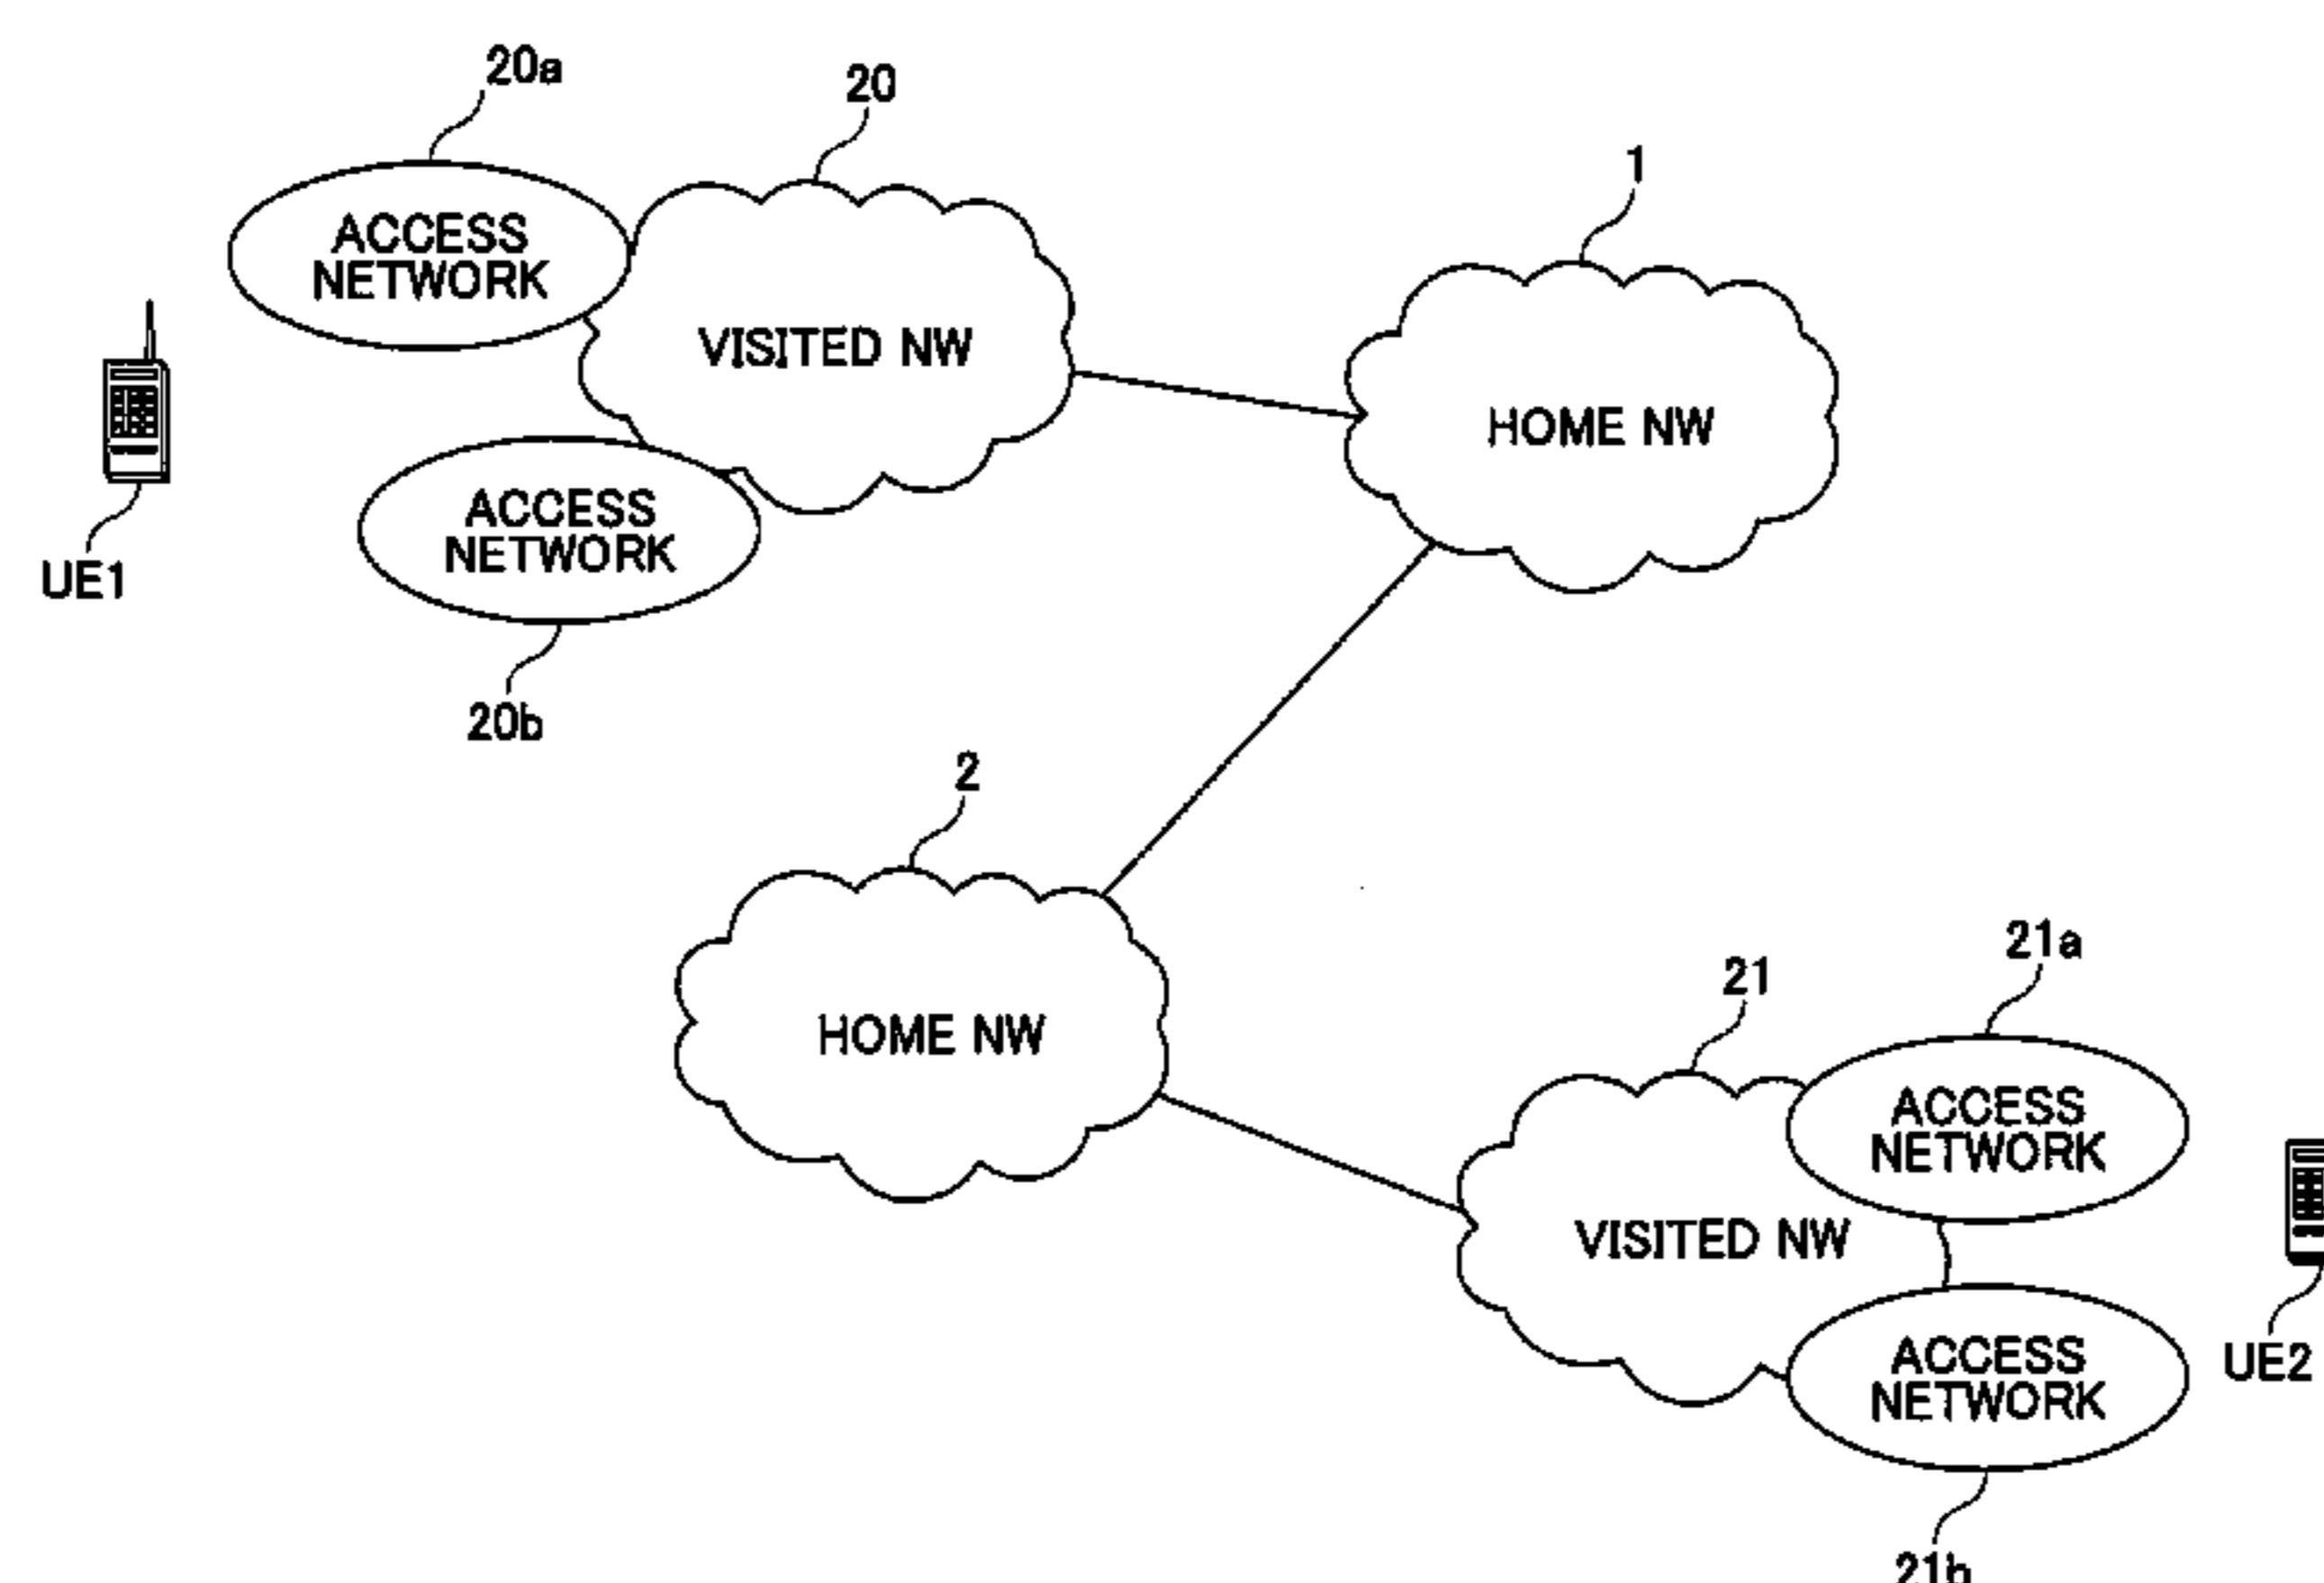 20a
20
1
ACCESS
NETWORK
VISITED NW
HOME NW
ACCESS
NETWORK
UE1
20b
2
21a
21
HOME NW
ACCESS
NETWORK
VISITED NW
ACCESS
NETWORK
UE2
21b